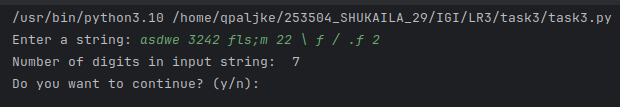 /usr/bin/python3.10 /home/qpaljke/253504_SHUKAILA_29/IGI/LR3/task3/task3.py
Enter a string: asdwe 3242 fls;m 22 \ f / .f 2
Number of digits in input string:  7
Do you want to continue? (y/n):